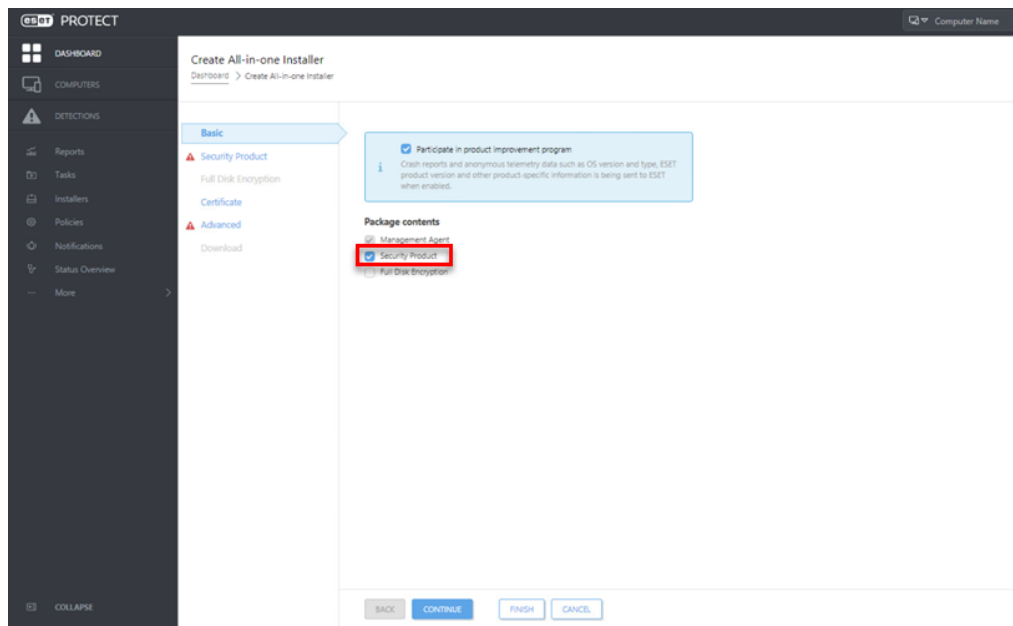 eset PROTECT
Computer Name
DASHBOARD
COMPUTERS
DETECTIONS
Reports
Tasks
Installers
Policies
Notifications
Status Overview
More
COLLAPSE
Create All-in-one Installer
Dashboard > Create All-in-one Installer
Basic
Security Product
Full Disk Encryption
Certificate
Advanced
Download
Participate in product improvement program
Crash reports and anonymous telemetry data such as OS version and type, ESET
product version and other product-specific information is being sent to ESET
when enabled.
Package contents
Management Agent
Security Product
Full Disk Encryption
BACK CONTINUE FINISH CANCEL